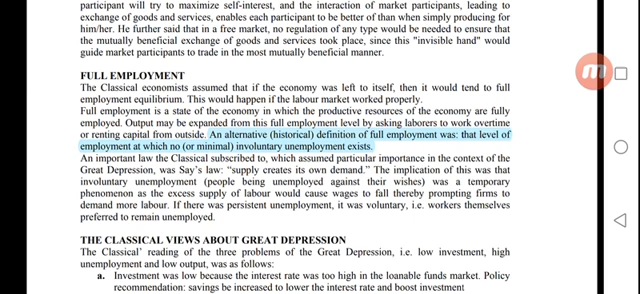 participant will try to maximize self-interest, and the interaction of market participants, leading to
exchange of goods and services, enables each participant to be better of than when simply producing for
him/her. He further said that in a free market, no regulation of any type would be needed to ensure that
the mutually beneficial exchange of goods and services took place, since this "invisible hand" would
guide market participants to trade in the most mutually beneficial manner.
FULL EMPLOYMENT
The Classical economists assumed that if the economy was left to itself, then it would tend to full
employment equilibrium. This would happen if the labour market worked properly.
Full employment is a state of the economy in which the productive resources of the economy are fully
employed. Output may be expanded from this full employment level by asking laborers to work overtime
or renting capital from outside. An alternative (historical) definition of full employment was: that level of
employment at which no (or minimal) involuntary unemployment exists.
An important law the Classical subscribed to, which assumed particular importance in the context of the
Great Depression, was Say's law: "supply creates its own demand." The implication of this was that
involuntary unemployment (people being unemployed against their wishes) was a temporary
phenomenon as the excess supply of labour would cause wages to fall thereby prompting firms to
demand more labour. If there was persistent unemployment, it was voluntary, i.e. workers themselves
preferred to remain unemployed.
THE CLASSICAL VIEWS ABOUT GREAT DEPRESSION
The Classical' reading of the three problems of the Great Depression, i.e. low investment, high
unemployment and low output, was as follows:
a. Investment was low because the interest rate was too high in the loanable funds market. Policy
recommendation: savings be increased to lower the interest rate and boost investment